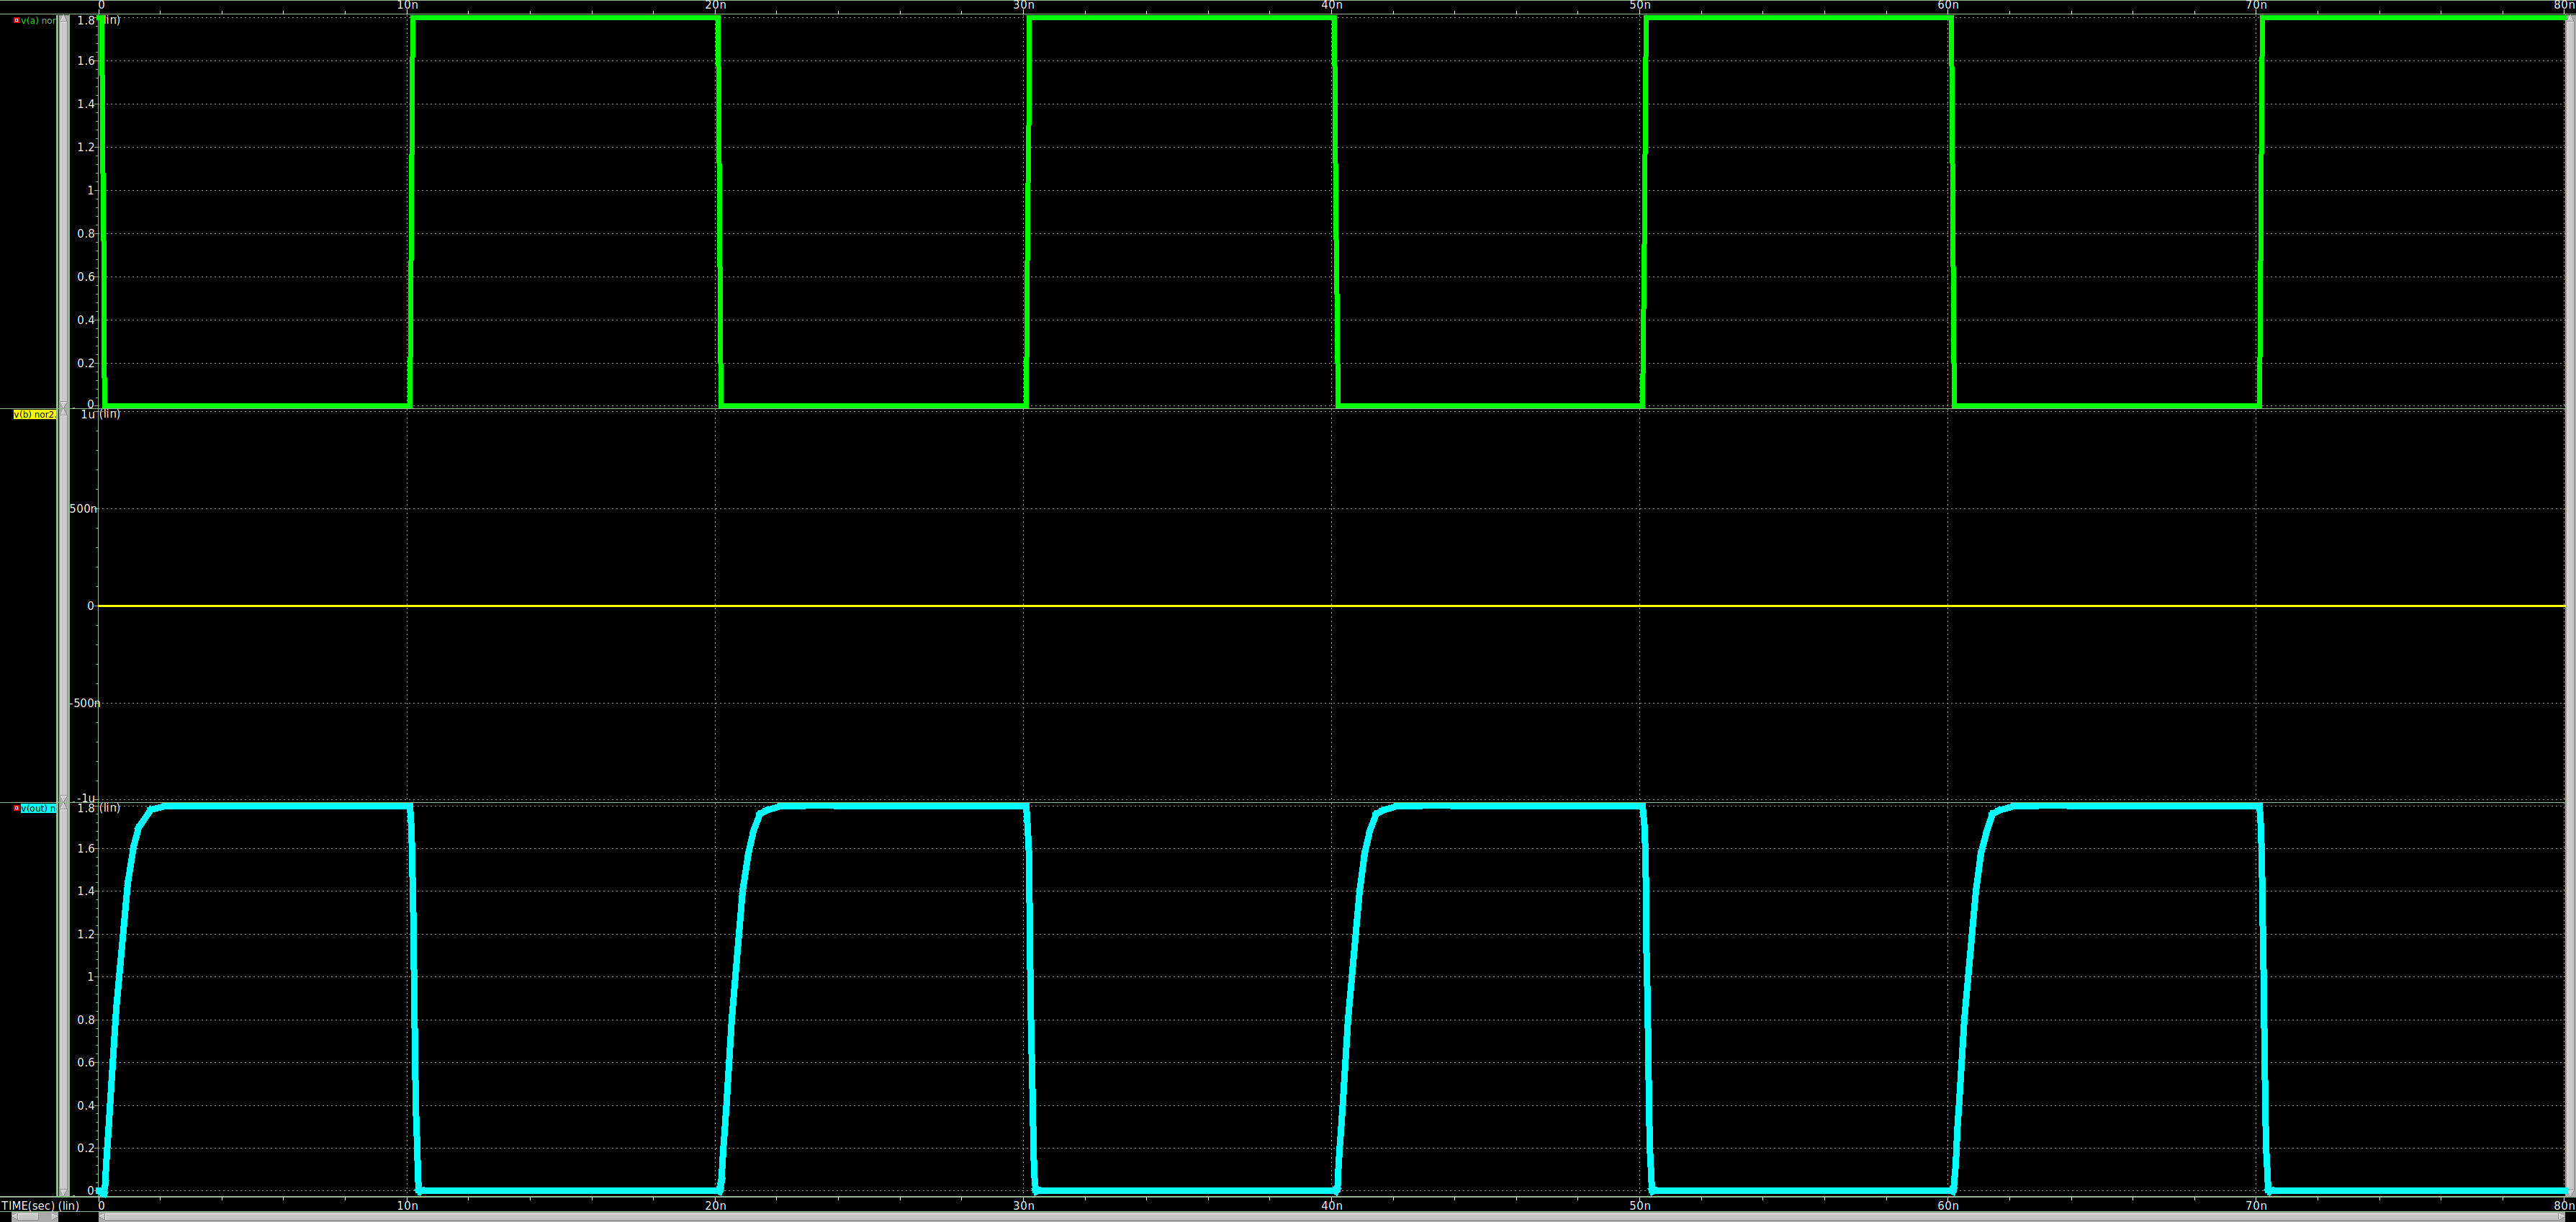 0 10n 20n 30n 40n 50n 60n 70n 80n
v(a) nor
1.8 (lin)
1.6
1.4
1.2
1
0.8
0.6
0.4
0.2
0
v(b) nor2.
1u (lin)
500n
0
-500n
-1u
v(out) n
1.8 (lin)
1.6
1.4
1.2
1
0.8
0.6
0.4
0.2
0
TIME(sec) (lin) 0 10n 20n 30n 40n 50n 60n 70n 80n